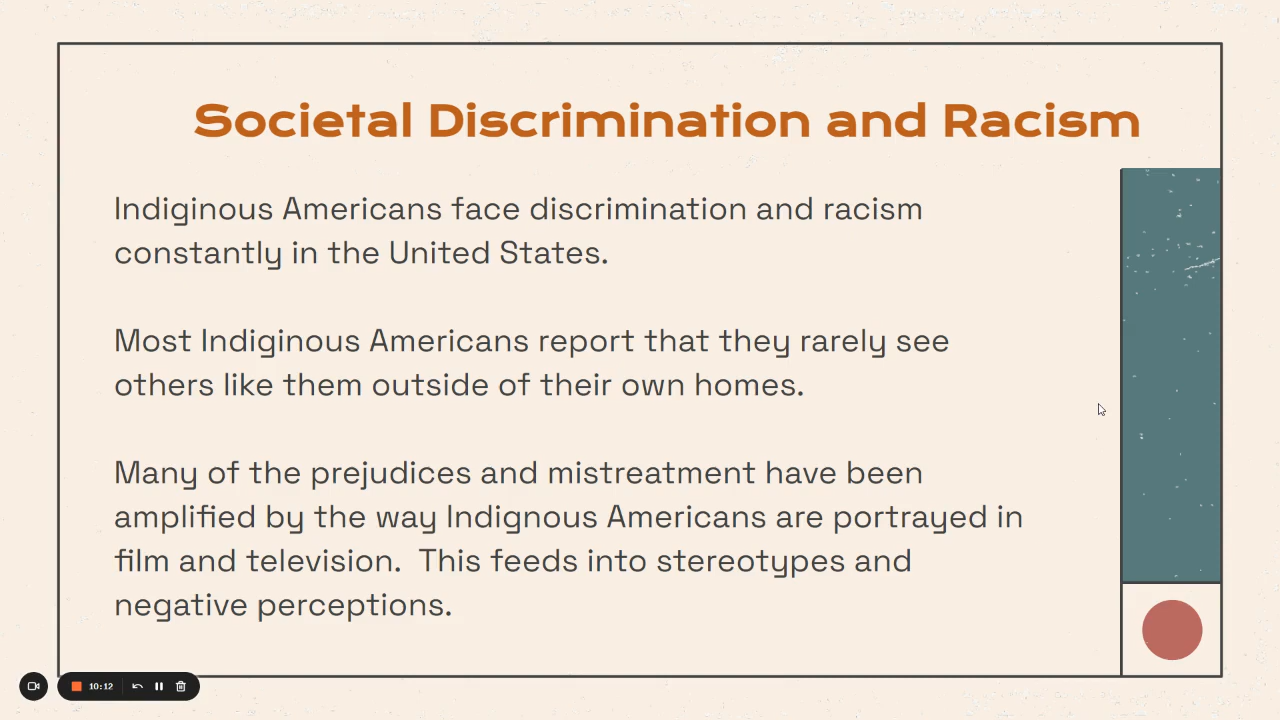 Societal Discrimination and Racism
Indiginous Americans face discrimination and racism
constantly in the United States.
Most Indiginous Americans report that they rarely see
others like them outside of their own homes.
Many of the prejudices and mistreatment have been
amplified by the way Indignous Americans are portrayed in
film and television.  This feeds into stereotypes and
negative perceptions.
10:12